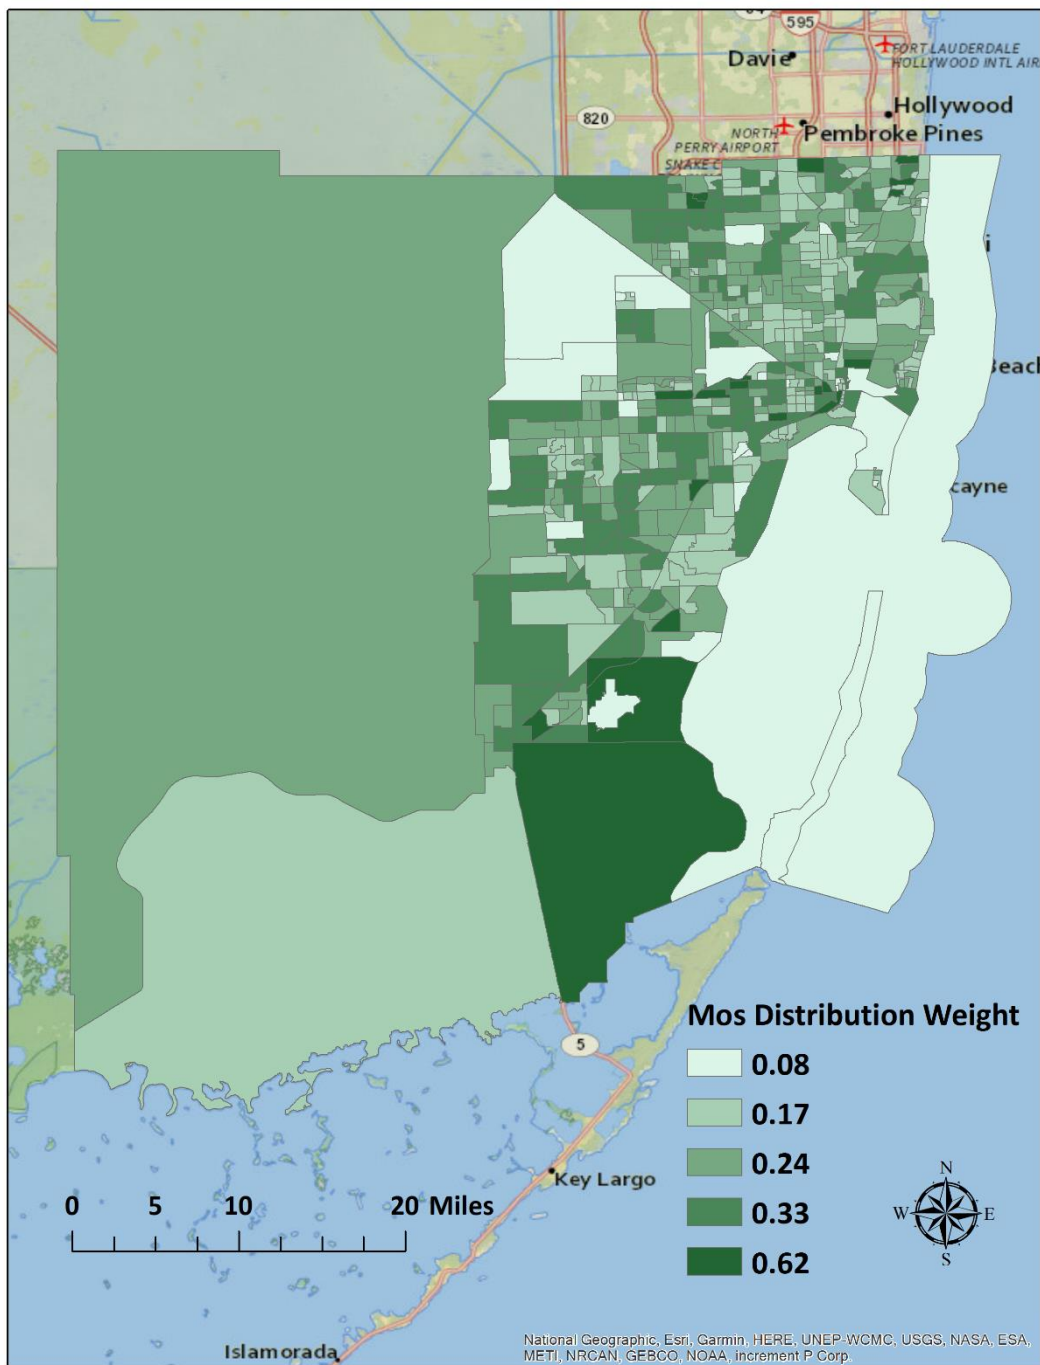 595
Davie
FORT LAUDERDALE
HOLLYWOOD INTL AIR
820
Hollywood
NORTH
PERRY AIRPORT
Pembroke Pines
SNAKE C
i
Beach
cayne
Mos Distribution Weight
0.08
5
0.17
0.24
Key Largo
0 5 10 20 Miles
N
W E
S
0.33
0.62
Islamorada
National Geographic, Esri, Garmin, HERE, UNEP-WCMC, USGS, NASA, ESA,
METI, NRCAN, GEBCO, NOAA, increment P Corp.